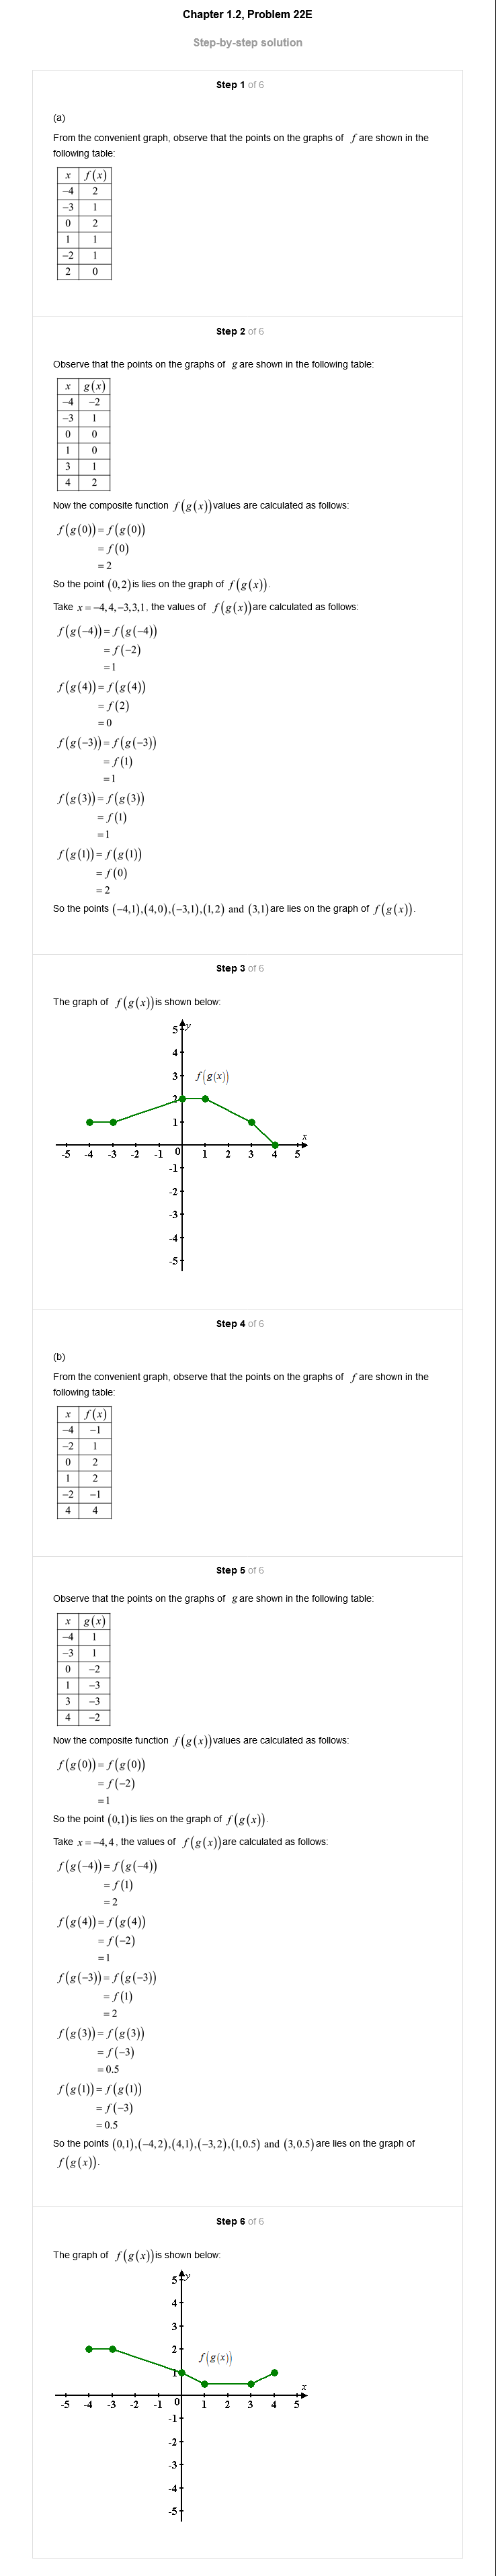 Chapter 1.2, Problem 22E
Step-by-step solution
Step 1 of 6
(a)
From the convenient graph, observe that the points on the graphs of f are shown in the
following table:
x f(x)
−4 2
−3 1
0 2
1 1
−2 1
2 0
Step 2 of 6
Observe that the points on the graphs of g are shown in the following table:
x g(x)
−4 −2
−3 1
0 0
1 0
3 1
4 2
Now the composite function f(g(x)) values are calculated as follows:
f(g(0)) = f(g(0))
= f(0)
= 2
So the point (0,2) is lies on the graph of f(g(x)).
Take x = −4,4,−3,3,1, the values of f(g(x)) are calculated as follows:
f(g(−4)) = f(g(−4))
= f(−2)
= 1
f(g(4)) = f(g(4))
= f(2)
= 0
f(g(−3)) = f(g(−3))
= f(1)
= 1
f(g(3)) = f(g(3))
= f(1)
= 1
f(g(1)) = f(g(1))
= f(0)
= 2
So the points (−4,1),(4,0),(−3,1),(1,2) and (3,1) are lies on the graph of f(g(x)).
Step 3 of 6
The graph of f(g(x)) is shown below:
5 y
4
3 f(g(x))
2
1
x
-5 -4 -3 -2 -1 0 1 2 3 4 5
-1
-2
-3
-4
-5
Step 4 of 6
(b)
From the convenient graph, observe that the points on the graphs of f are shown in the
following table:
x f(x)
−4 −1
−2 1
0 2
1 2
−2 −1
4 4
Step 5 of 6
Observe that the points on the graphs of g are shown in the following table:
x g(x)
−4 1
−3 1
0 −2
1 −3
3 −3
4 −2
Now the composite function f(g(x)) values are calculated as follows:
f(g(0)) = f(g(0))
= f(−2)
= 1
So the point (0,1) is lies on the graph of f(g(x)).
Take x = −4,4, the values of f(g(x)) are calculated as follows:
f(g(−4)) = f(g(−4))
= f(1)
= 2
f(g(4)) = f(g(4))
= f(−2)
= 1
f(g(−3)) = f(g(−3))
= f(1)
= 2
f(g(3)) = f(g(3))
= f(−3)
= 0.5
f(g(1)) = f(g(1))
= f(−3)
= 0.5
So the points (0,1),(−4,2),(4,1),(−3,2),(1,0.5) and (3,0.5) are lies on the graph of
f(g(x)).
Step 6 of 6
The graph of f(g(x)) is shown below:
5 y
4
3
2 f(g(x))
1
x
-5 -4 -3 -2 -1 0 1 2 3 4 5
-1
-2
-3
-4
-5